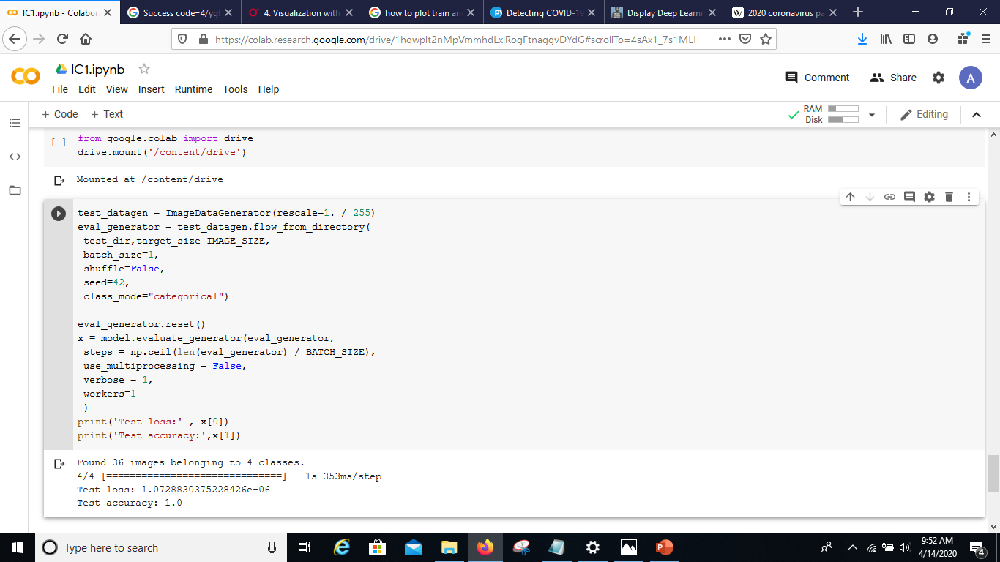 IC1.ipynb - Colabor
Success code=4/ygl
4. Visualization with
how to plot train an
Detecting COVID-19
Display Deep Learni
2020 coronavirus pa
https://colab.research.google.com/drive/1hqwplt2nMpVmmhdLxlRogFtnaggvDYdG#scrollTo=4sAx1_7s1MLI
IC1.ipynb
Comment
Share
A
File Edit View Insert Runtime Tools Help
+ Code + Text
RAM
Disk
Editing
[ ]
from google.colab import drive
drive.mount('/content/drive')
Mounted at /content/drive
test_datagen = ImageDataGenerator(rescale=1. / 255)
eval_generator = test_datagen.flow_from_directory(
test_dir,target_size=IMAGE_SIZE,
batch_size=1,
shuffle=False,
seed=42,
class_mode="categorical")
eval_generator.reset()
x = model.evaluate_generator(eval_generator,
steps = np.ceil(len(eval_generator) / BATCH_SIZE),
use_multiprocessing = False,
verbose = 1,
workers=1
)
print('Test loss:' , x[0])
print('Test accuracy:',x[1])
Found 36 images belonging to 4 classes.
4/4 [==============================] - 1s 353ms/step
Test loss: 1.0728830375228426e-06
Test accuracy: 1.0
Type here to search
9:52 AM
4/14/2020
4